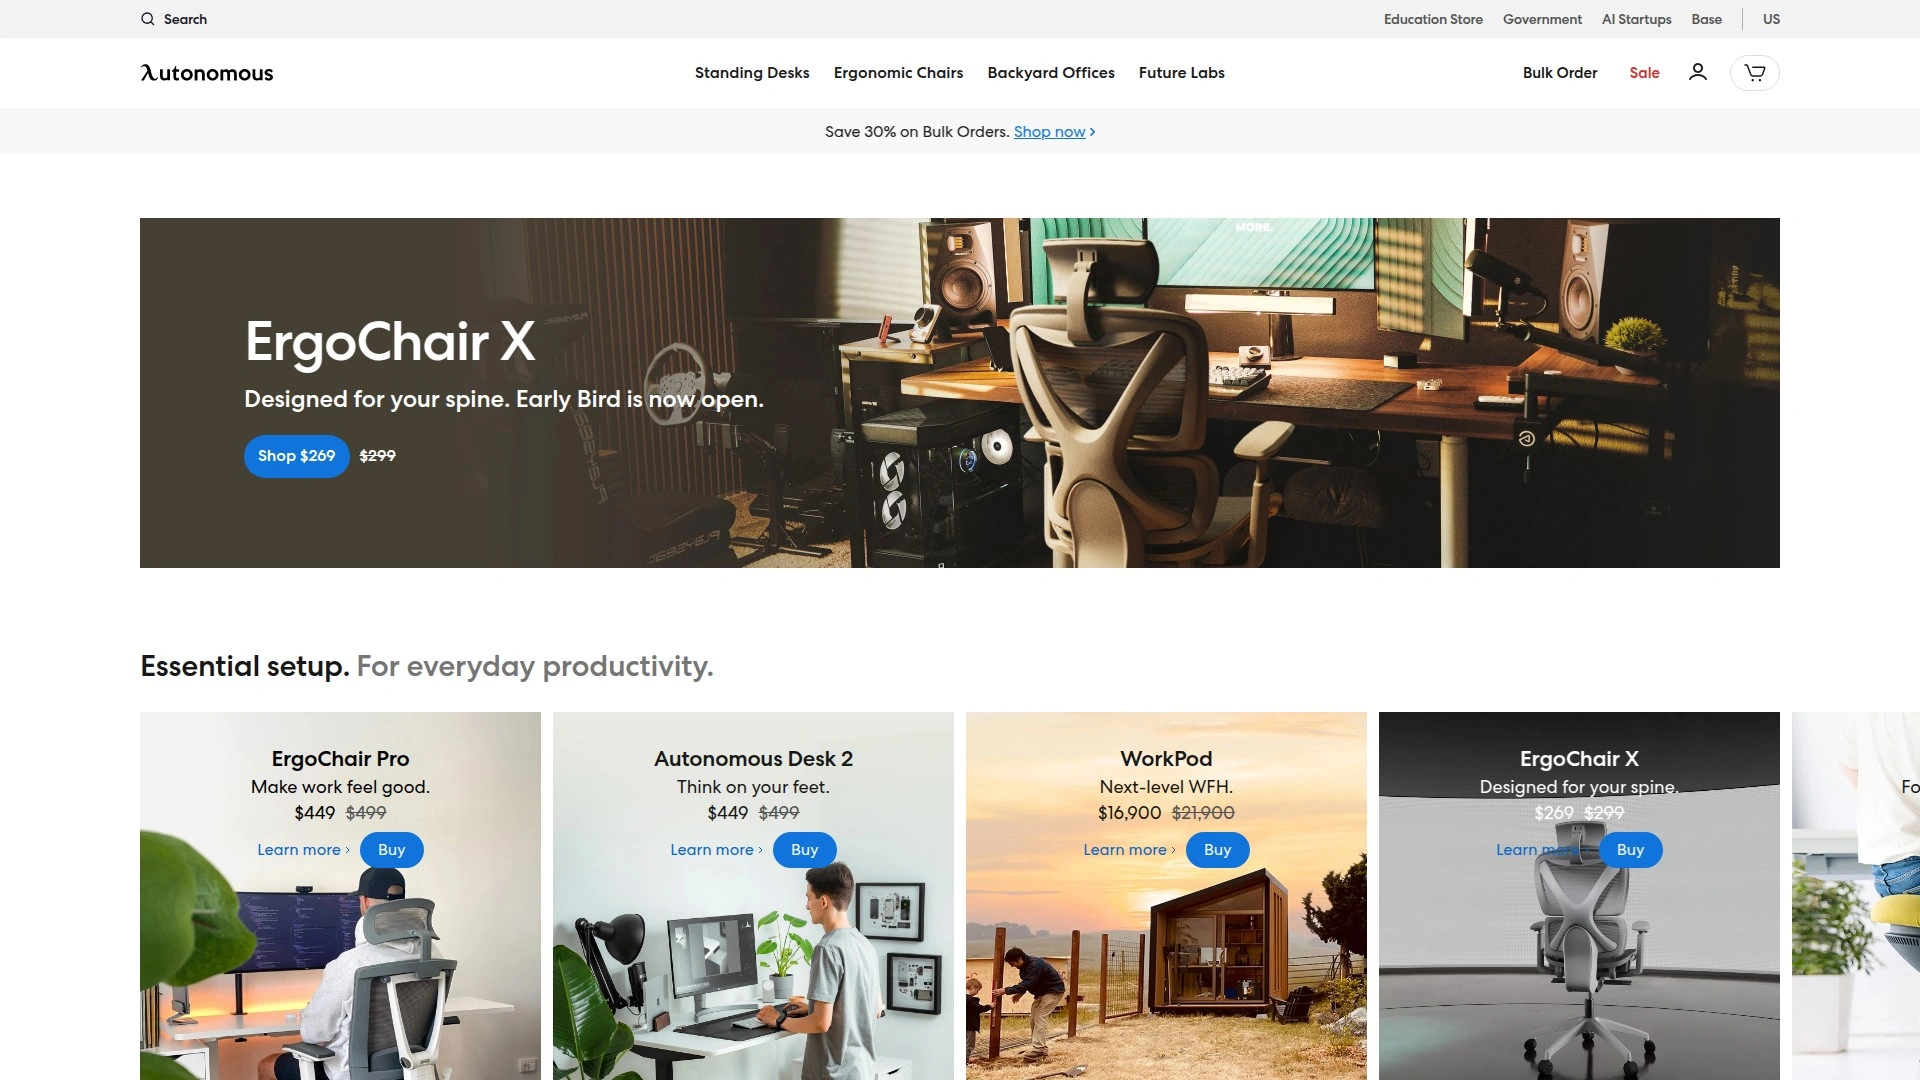 Search
Education Store Government AI Startups Base US
λutonomous
Standing Desks Ergonomic Chairs Backyard Offices Future Labs
Bulk Order Sale
Save 30% on Bulk Orders. Shop now ›
MORE.
ErgoChair X
Designed for your spine. Early Bird is now open.
Shop $269 $299
Essential setup. For everyday productivity.
ErgoChair Pro
Make work feel good.
$449 $499
Learn more › Buy
Autonomous Desk 2
Think on your feet.
$449 $499
Learn more › Buy
WorkPod
Next-level WFH.
$16,900 $21,900
Learn more › Buy
ErgoChair X
Designed for your spine.
$269 $299
Learn more Buy
Fo